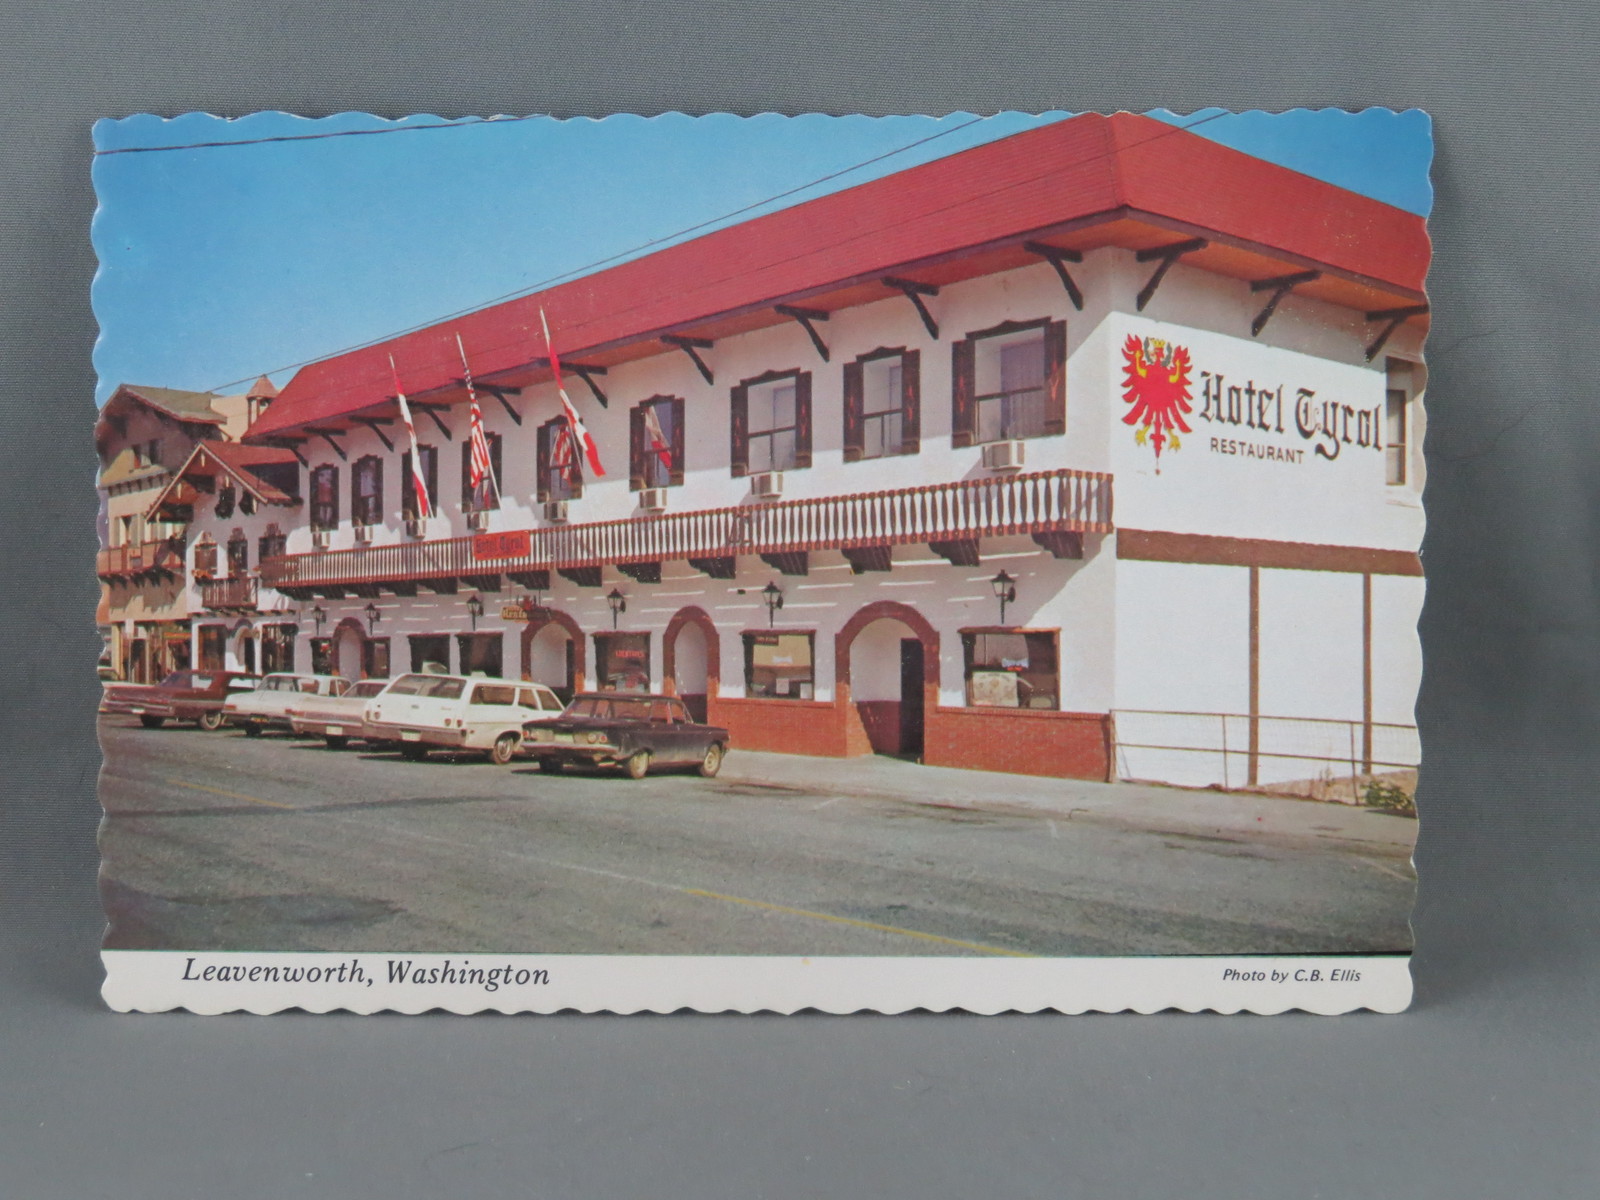 Hotel Tyrol
RESTAURANT
Hotel Tyrol
Leavenworth, Washington
Photo by C.B. Ellis